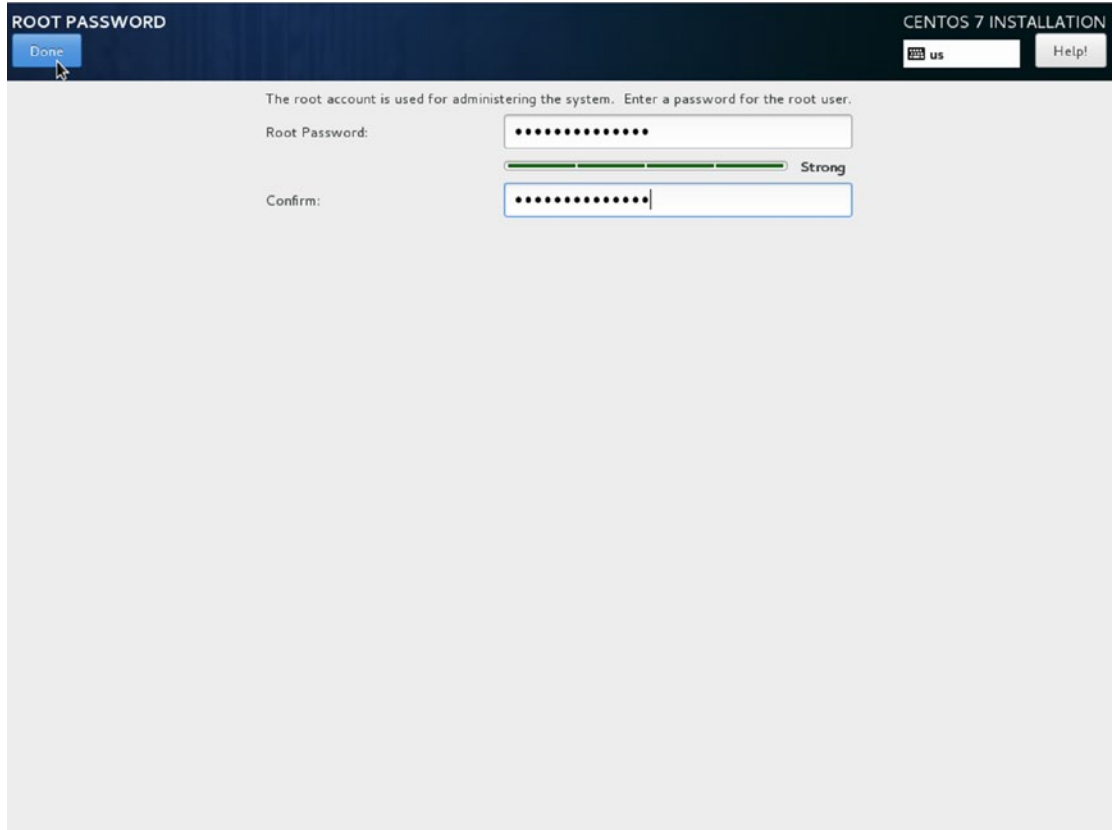 ROOT PASSWORD
CENTOS 7 INSTALLATION
Done
us
Help!
The root account is used for administering the system. Enter a password for the root user.
Root Password:
••••••••••••••
Strong
Confirm:
••••••••••••••